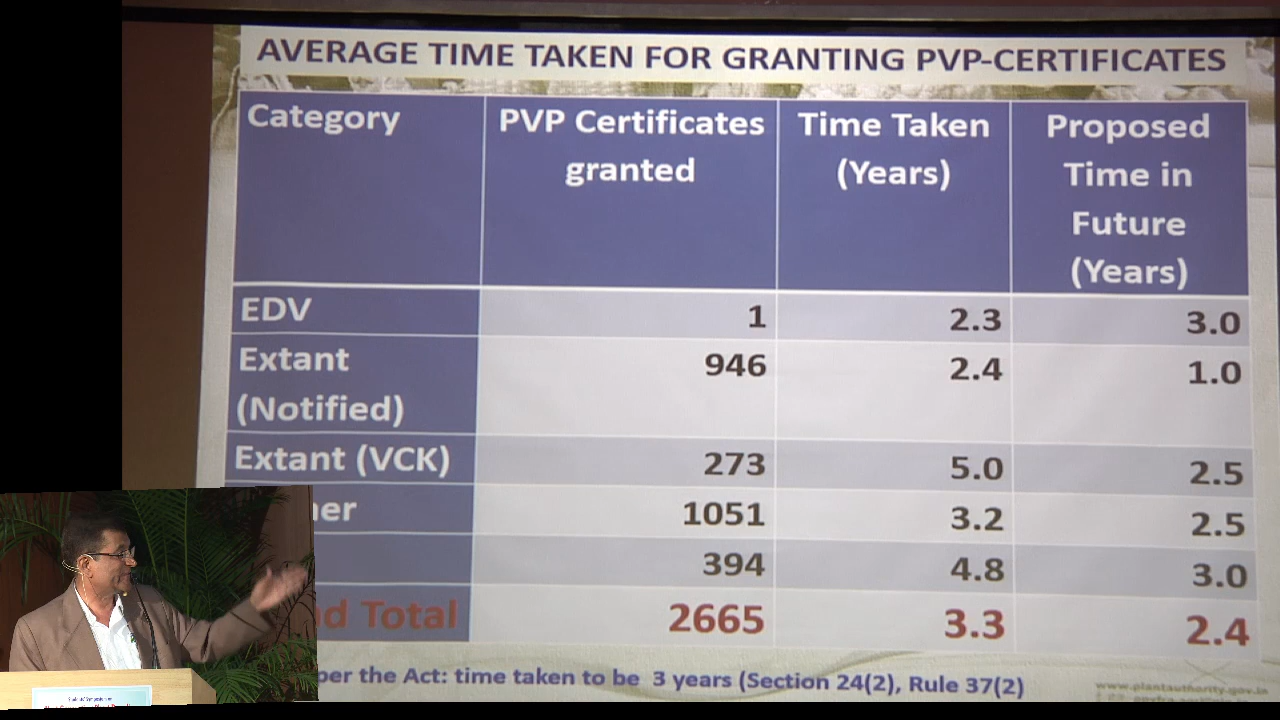 AVERAGE TIME TAKEN FOR GRANTING PVP-CERTIFICATES
Category PVP Certificates granted Time Taken (Years) Proposed Time in Future (Years)
EDV 1 2.3 3.0
Extant (Notified) 946 2.4 1.0
Extant (VCK) 273 5.0 2.5
ner 1051 3.2 2.5
394 4.8 3.0
d Total 2665 3.3 2.4
per the Act: time taken to be 3 years (Section 24(2), Rule 37(2)
www.plantauthority.gov.in